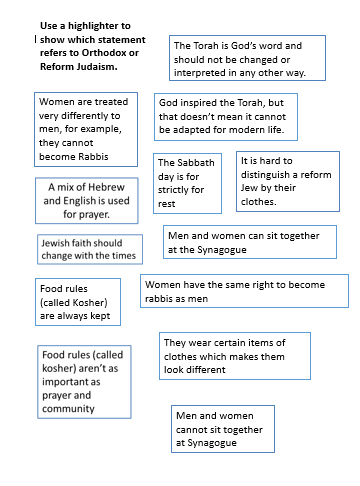 Use a highlighter to
show which statement
refers to Orthodox or
Reform Judaism.
The Torah is God's word and
should not be changed or
interpreted in any other way.
Women are treated
very differently to
men, for example,
they cannot
become Rabbis
God inspired the Torah, but
that doesn't mean it cannot
be adapted for modern life.
The Sabbath
day is for
strictly for
rest
It is hard to
distinguish a reform
Jew by their
clothes.
A mix of Hebrew
and English is used
for prayer.
Men and women can sit together
at the Synagogue
Jewish faith should
change with the times
Food rules
(called Kosher)
are always kept
Women have the same right to become
rabbis as men
They wear certain items of
clothes which makes them
look different
Food rules (called
kosher) aren't as
important as
prayer and
community
Men and women
cannot sit together
at Synagogue